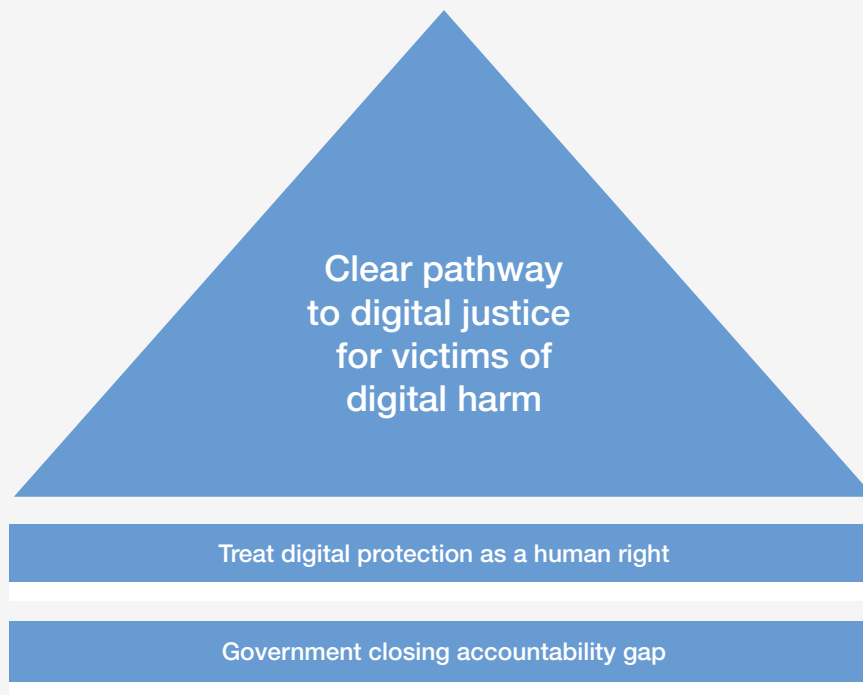 Clear pathway
to digital justice
for victims of
digital harm
Treat digital protection as a human right
Government closing accountability gap